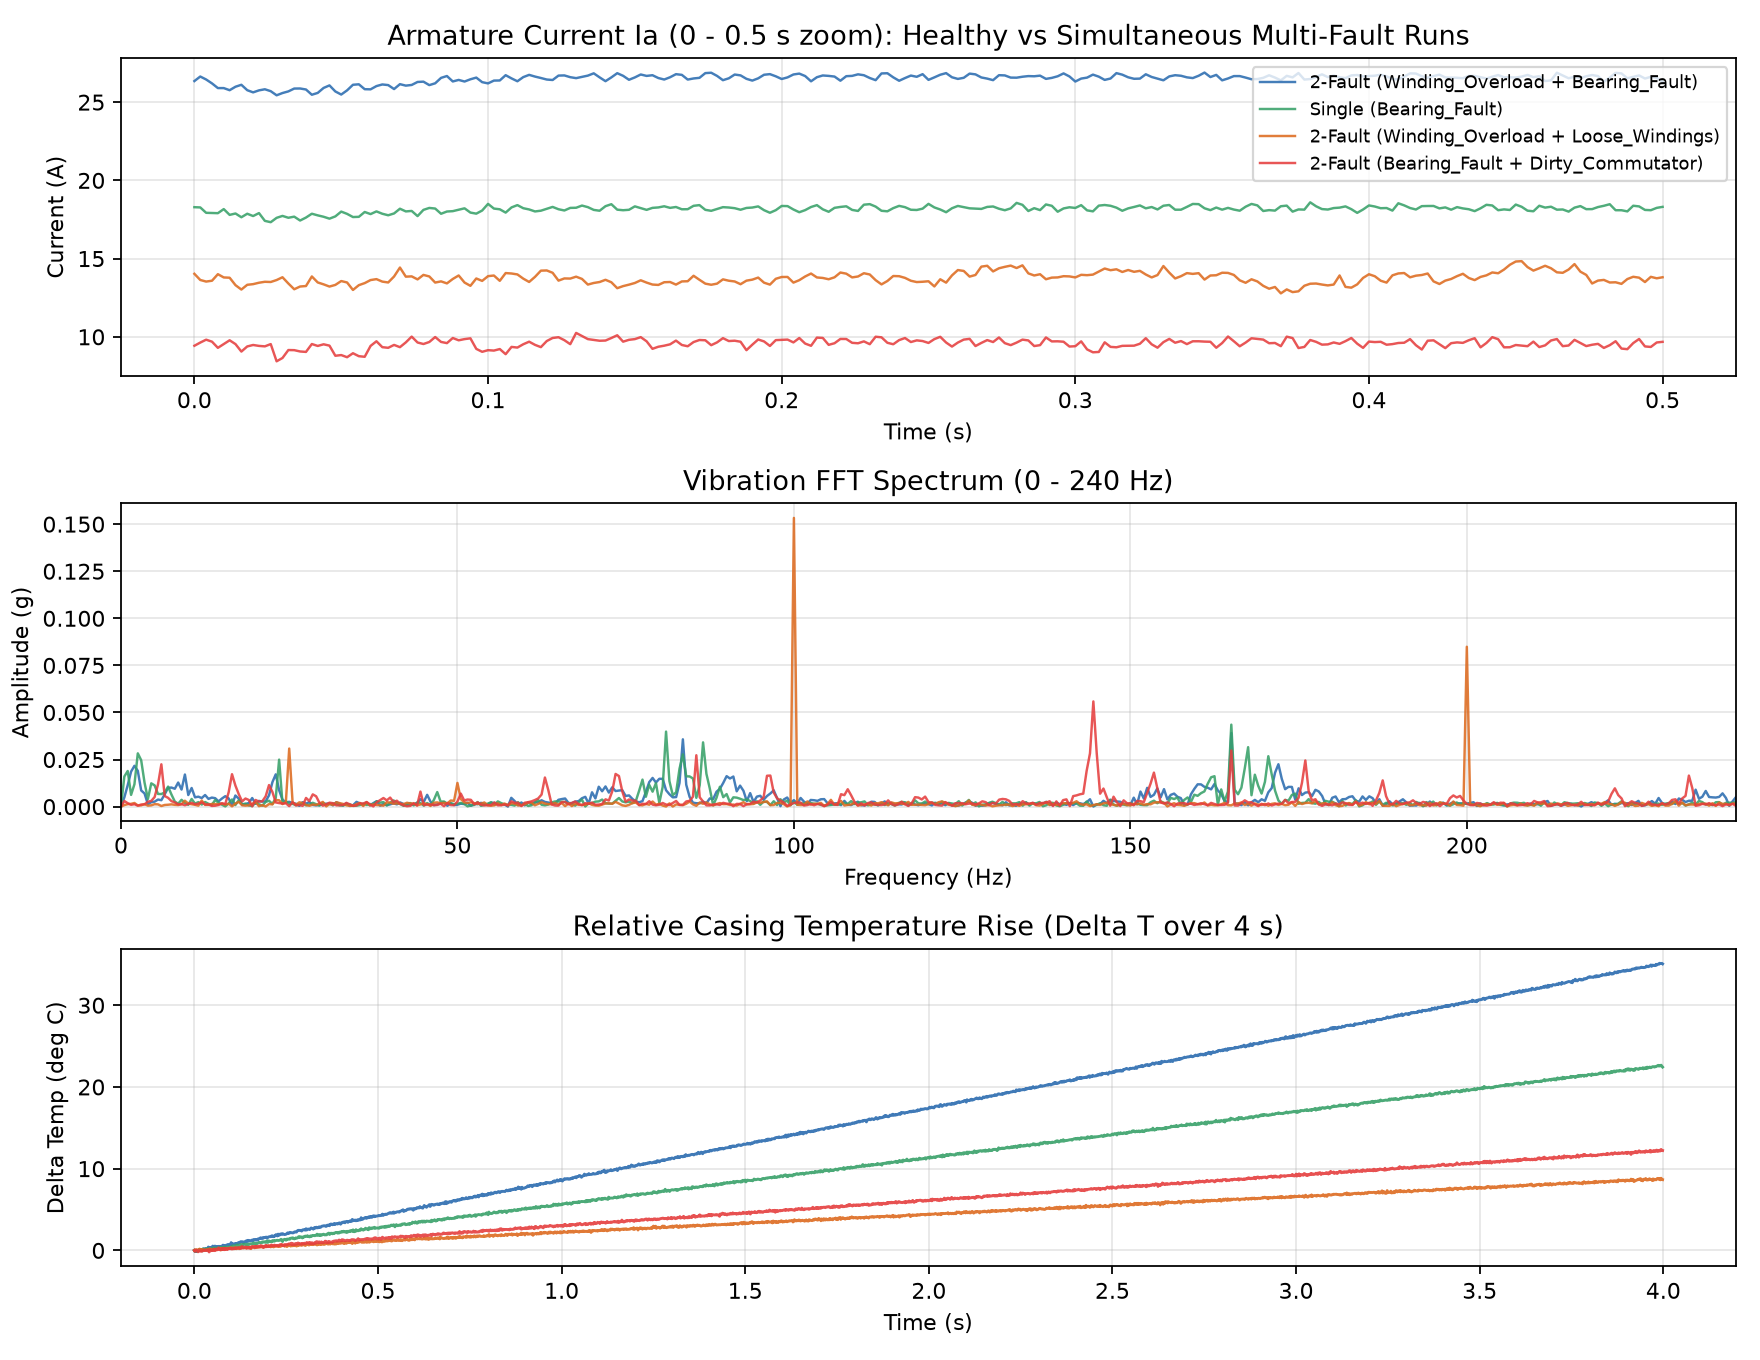 Armature Current Ia (0 - 0.5 s zoom): Healthy vs Simultaneous Multi-Fault Runs
Current (A)
25
20
15
10
2-Fault (Winding_Overload + Bearing_Fault)
Single (Bearing_Fault)
2-Fault (Winding_Overload + Loose_Windings)
2-Fault (Bearing_Fault + Dirty_Commutator)
0.0 0.1 0.2 0.3 0.4 0.5
Time (s)
Vibration FFT Spectrum (0 - 240 Hz)
Amplitude (g)
0.150
0.125
0.100
0.075
0.050
0.025
0.000
0 50 100 150 200
Frequency (Hz)
Relative Casing Temperature Rise (Delta T over 4 s)
Delta Temp (deg C)
30
20
10
0
0.0 0.5 1.0 1.5 2.0 2.5 3.0 3.5 4.0
Time (s)